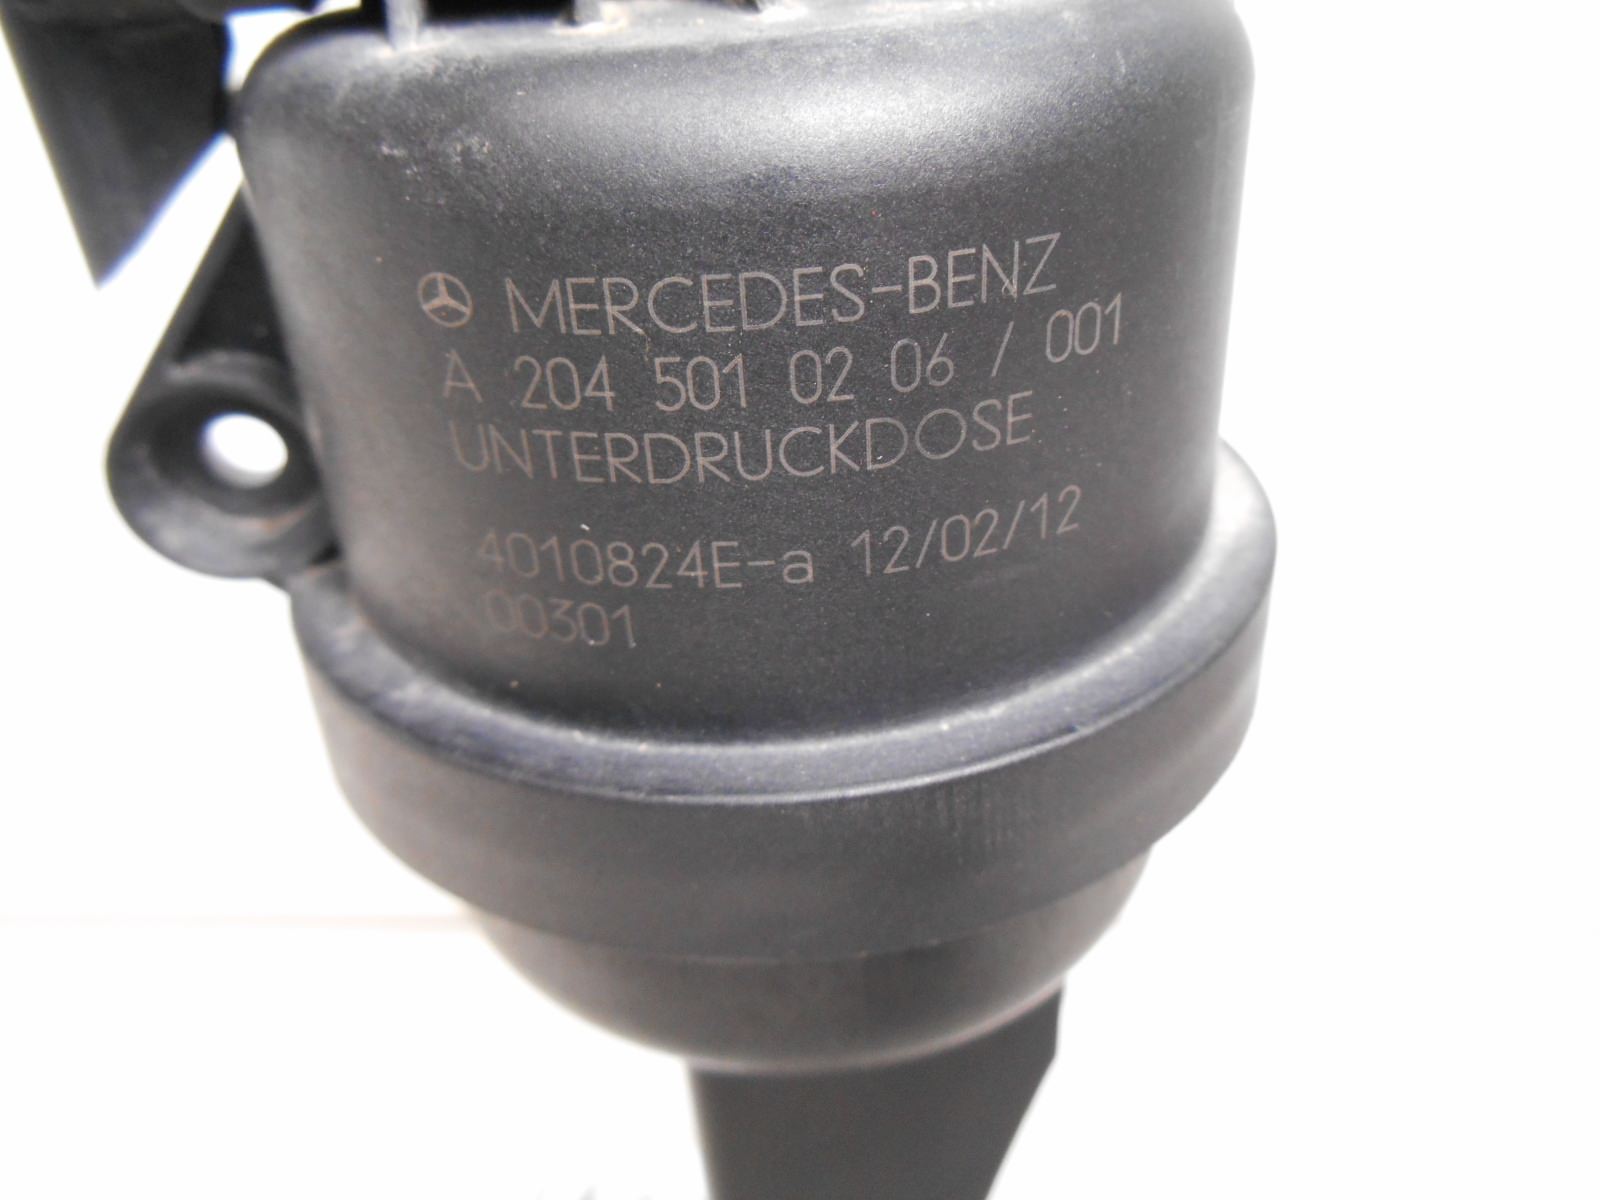 MERCEDES-BENZ
A 204 501 02 06 / 001
UNTERDRUCKDOSE
4010824E-a 12/02/12
00301